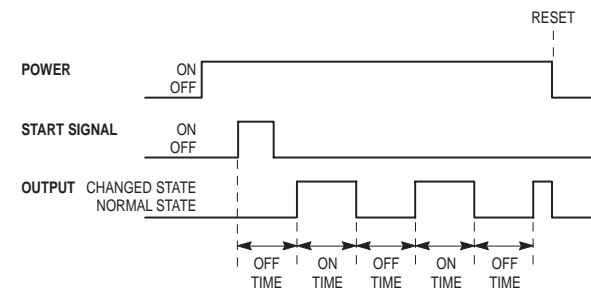 RESET
POWER ON
OFF
START SIGNAL ON
OFF
OUTPUT CHANGED STATE
NORMAL STATE
OFF ON OFF ON OFF
TIME TIME TIME TIME TIME